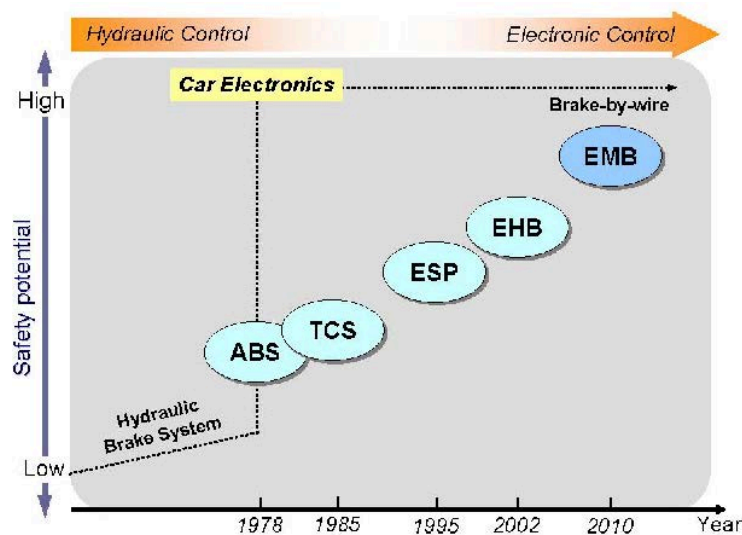 Hydraulic Control
Electronic Control
High
Car Electronics
Brake-by-wire
EMB
EHB
ESP
TCS
ABS
Safety potential
Hydraulic
Brake System
Low
1978
1985
1995
2002
2010
Year